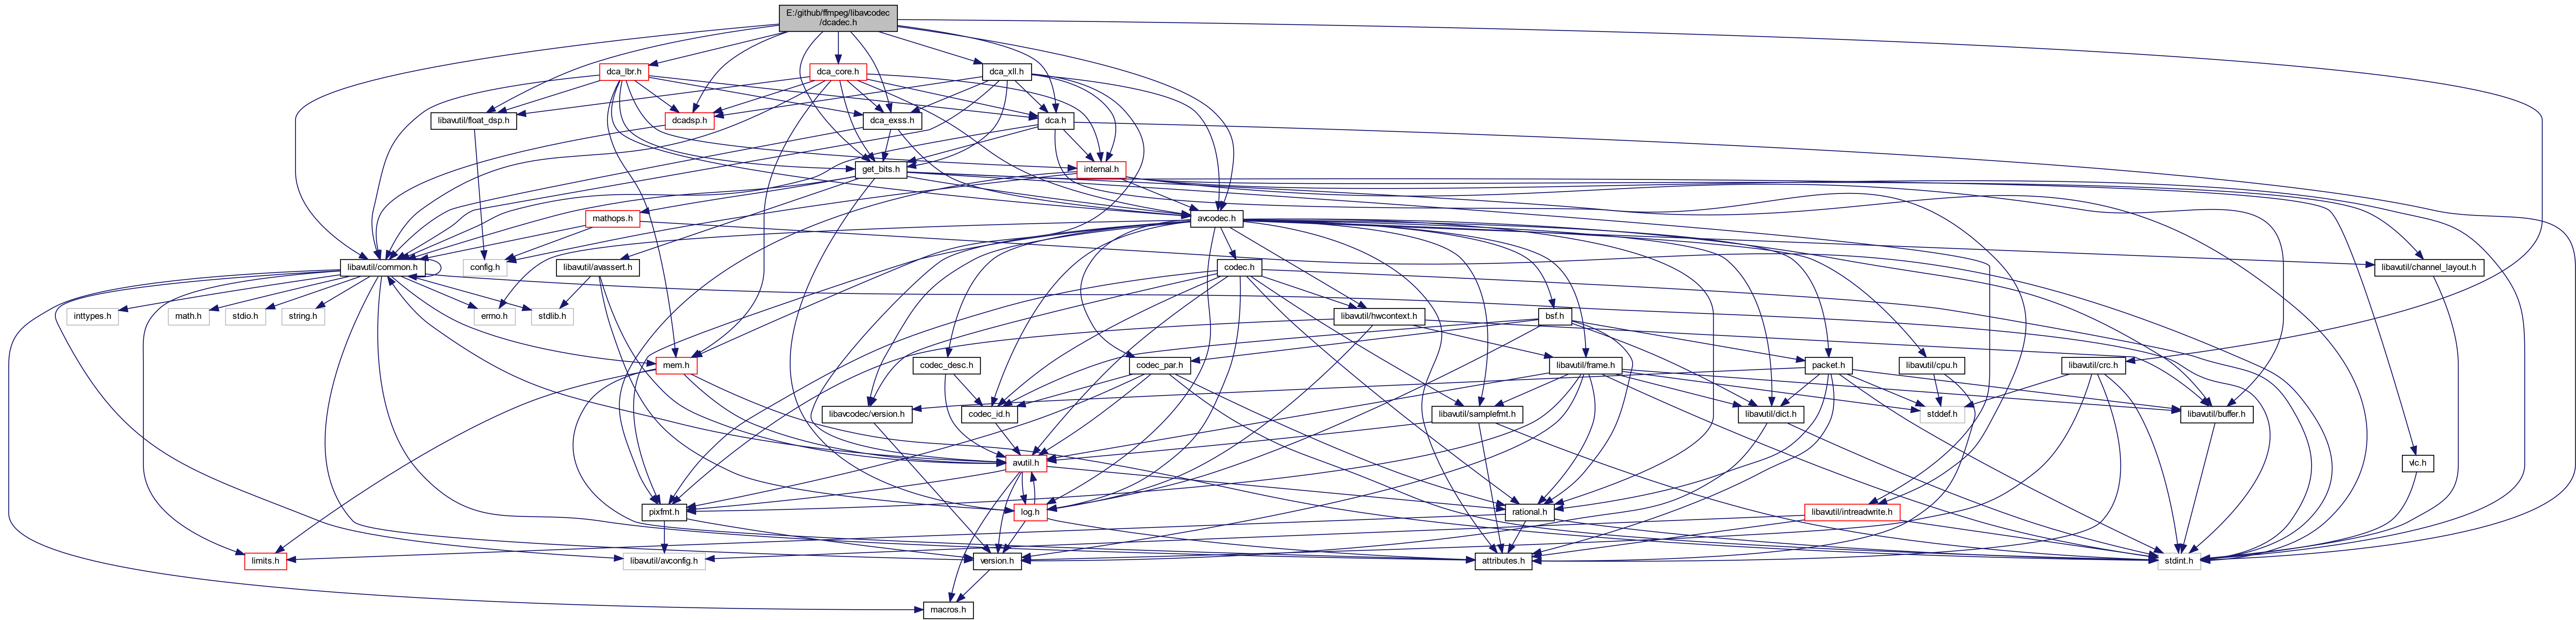 E:/github/ffmpeg/libavcodec
/dcadec.h
dca_lbr.h
dca_core.h
dca_xll.h
libavutil/float_dsp.h
dcadsp.h
dca_exss.h
dca.h
get_bits.h
internal.h
mathops.h
avcodec.h
libavutil/common.h
config.h
libavutil/avassert.h
codec.h
libavutil/channel_layout.h
inttypes.h
math.h
stdio.h
string.h
errno.h
stdlib.h
libavutil/hwcontext.h
bsf.h
mem.h
codec_desc.h
codec_par.h
libavutil/frame.h
packet.h
libavutil/cpu.h
libavutil/crc.h
libavcodec/version.h
codec_id.h
libavutil/samplefmt.h
libavutil/dict.h
stddef.h
libavutil/buffer.h
avutil.h
vlc.h
pixfmt.h
log.h
rational.h
libavutil/intreadwrite.h
limits.h
libavutil/avconfig.h
version.h
attributes.h
stdint.h
macros.h